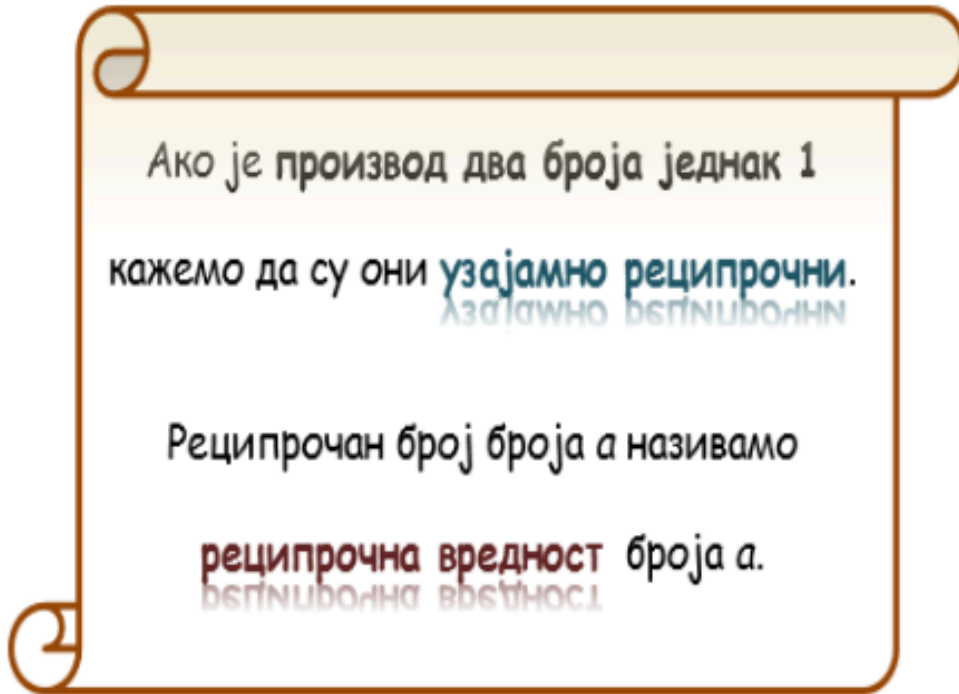 Ако је производ два броја једнак 1
кажемо да су они узајамно реципрочни.
Реципрочан број броја a називамо
реципрочна вредност броја a.